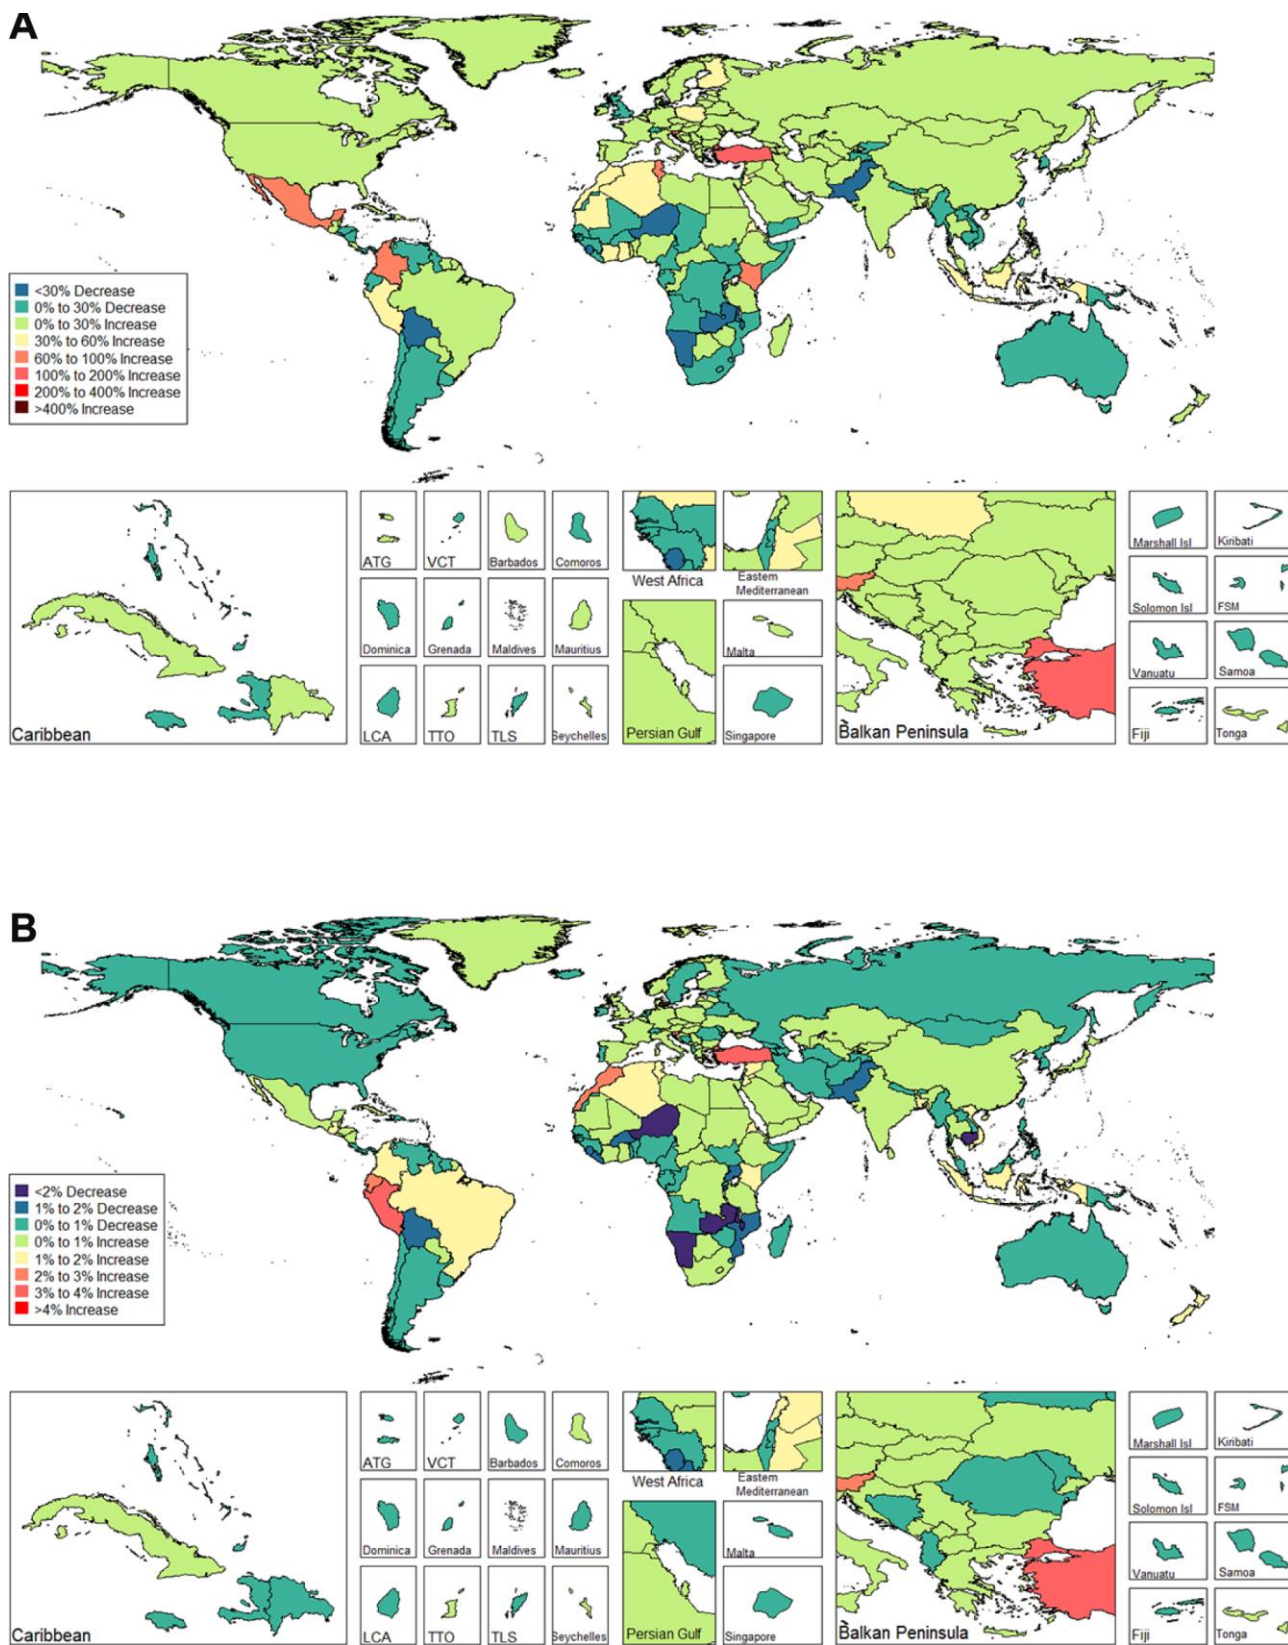 A
<30% Decrease
0% to 30% Decrease
0% to 30% Increase
30% to 60% Increase
60% to 100% Increase
100% to 200% Increase
200% to 400% Increase
>400% Increase
Caribbean
ATG
VCT
Barbados
Comoros
Dominica
Grenada
Maldives
Mauritius
LCA
TTO
TLS
Seychelles
West Africa
Eastern
Mediterranean
Persian Gulf
Malta
Singapore
Balkan Peninsula
Marshall Isl
Kiribati
Solomon Isl
FSM
Vanuatu
Samoa
Fiji
Tonga
B
<2% Decrease
1% to 2% Decrease
0% to 1% Decrease
0% to 1% Increase
1% to 2% Increase
2% to 3% Increase
3% to 4% Increase
>4% Increase
Caribbean
ATG
VCT
Barbados
Comoros
Dominica
Grenada
Maldives
Mauritius
LCA
TTO
TLS
Seychelles
West Africa
Eastern
Mediterranean
Persian Gulf
Malta
Singapore
Balkan Peninsula
Marshall Isl
Kiribati
Solomon Isl
FSM
Vanuatu
Samoa
Fiji
Tonga